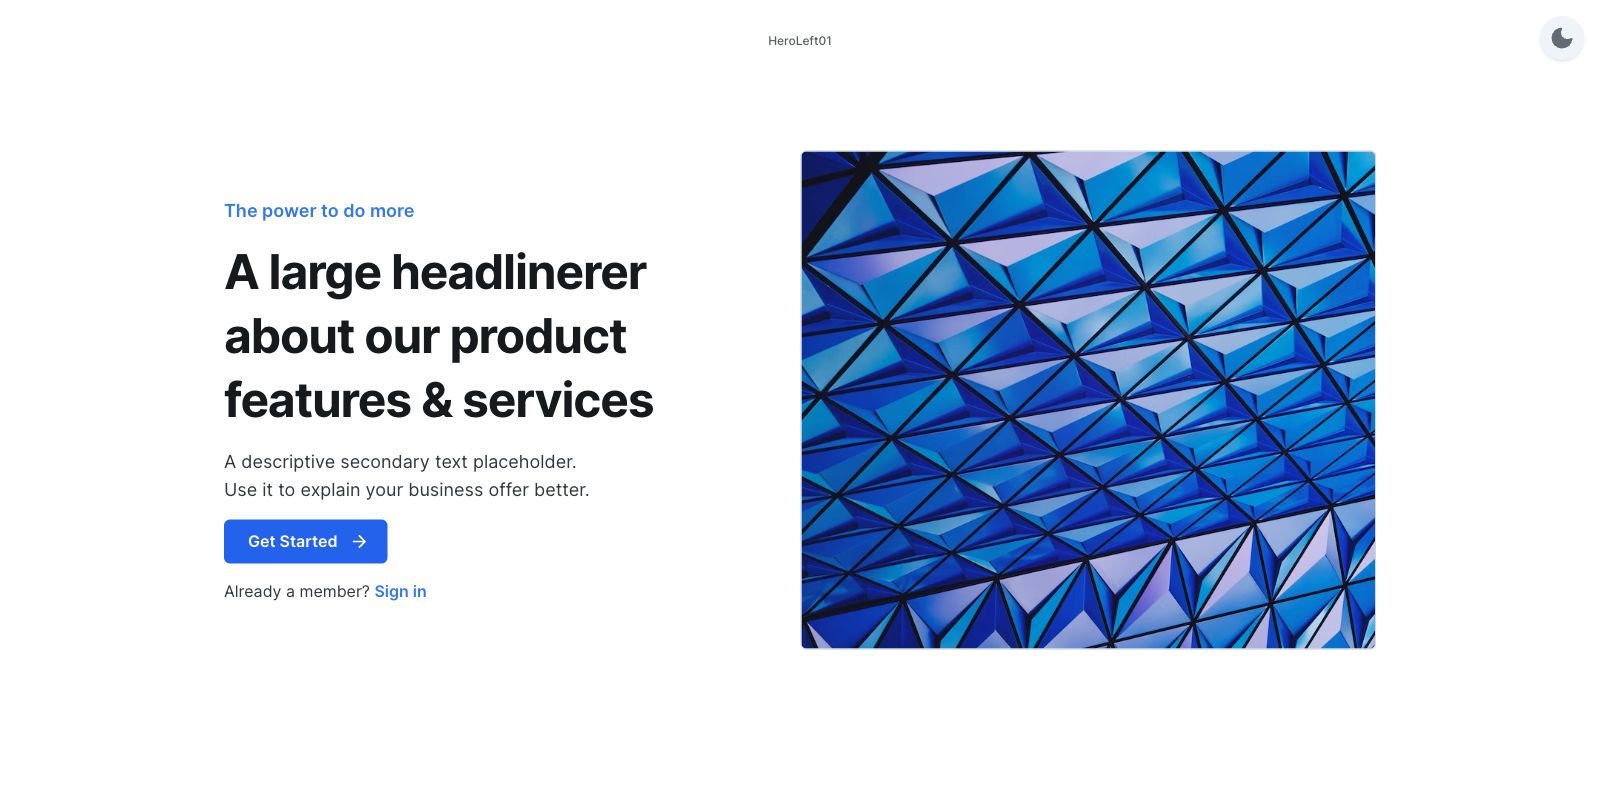 HeroLeft01
The power to do more
A large headlinerer
about our product
features & services
A descriptive secondary text placeholder.
Use it to explain your business offer better.
Get Started
Already a member? Sign in